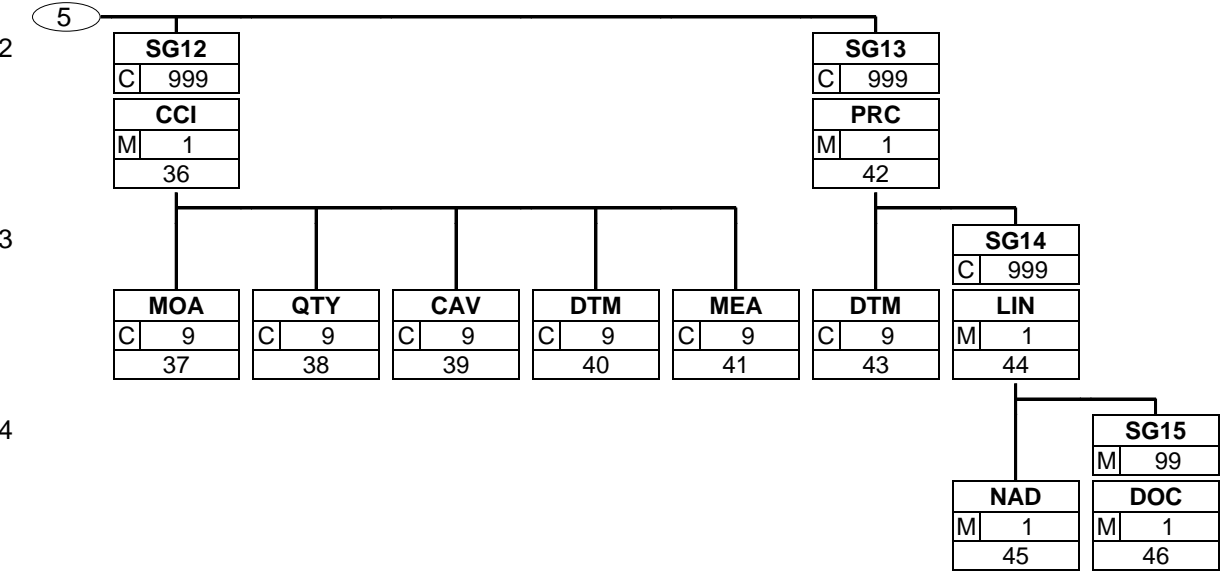 5
2
SG12 SG13
C 999 C 999
CCI PRC
M 1 M 1
36 42
3
SG14
C 999
MOA QTY CAV DTM MEA DTM LIN
C 9 C 9 C 9 C 9 C 9 C 9 M 1
37 38 39 40 41 43 44
4
SG15
M 99
NAD DOC
M 1 M 1
45 46